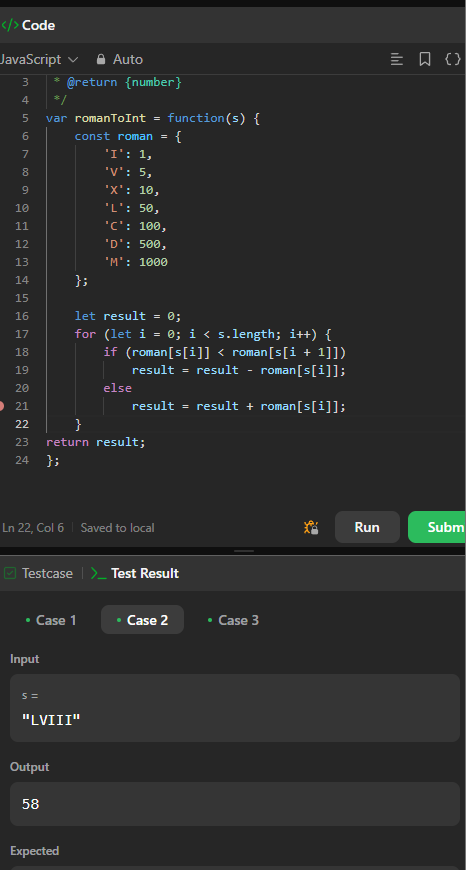 </> Code
JavaScript Auto
3 * @return {number}
4 */
5 var romanToInt = function(s) {
6 const roman = {
7 'I': 1,
8 'V': 5,
9 'X': 10,
10 'L': 50,
11 'C': 100,
12 'D': 500,
13 'M': 1000
14 };
15
16 let result = 0;
17 for (let i = 0; i < s.length; i++) {
18 if (roman[s[i]] < roman[s[i + 1]])
19 result = result - roman[s[i]];
20 else
21 result = result + roman[s[i]];
22 }
23 return result;
24 };
Ln 22, Col 6 | Saved to local Run Subm
Testcase | >_ Test Result
• Case 1 • Case 2 • Case 3
Input
s =
"LVIII"
Output
58
Expected